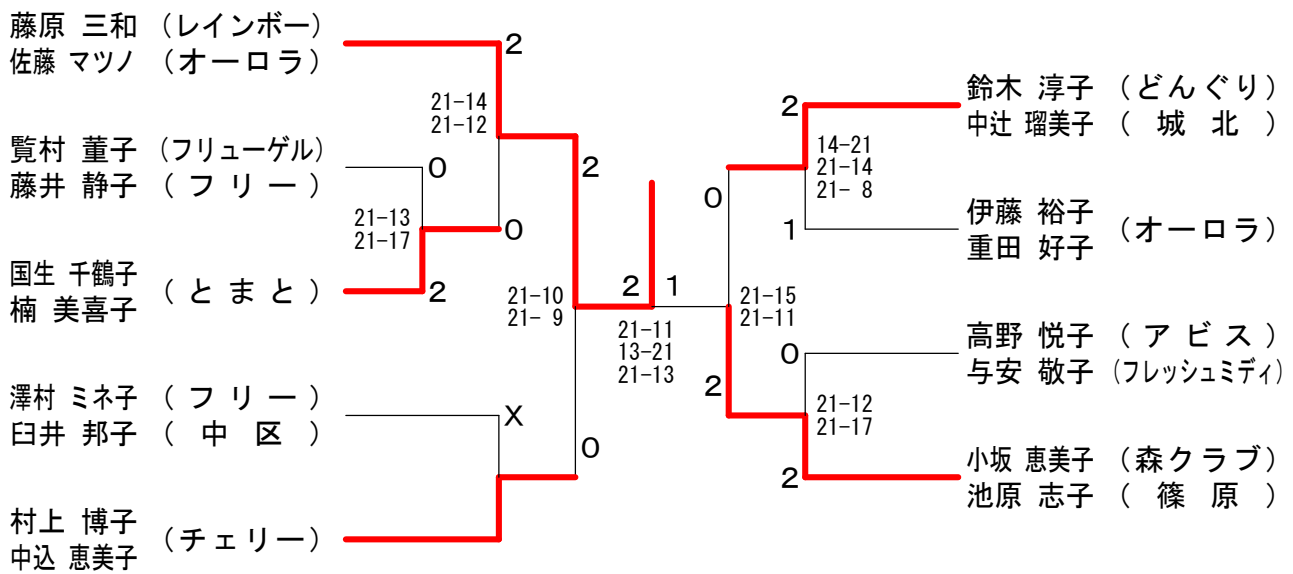 藤原 三和 (レインボー)
佐藤 マツノ (オーロラ)
2
21-14
21-12
覧村 董子 (フリューゲル)
藤井 静子 (フリー)
0
21-13
21-17
0
国生 千鶴子
楠 美喜子
(とまと)
2
2
21-10
21- 9
澤村 ミネ子 (フリー)
臼井 邦子 (中区)
X
0
村上 博子
中込 恵美子
(チェリー)
2
1
21-11
13-21
21-13
鈴木 淳子 (どんぐり)
中辻 瑠美子 (城北)
2
14-21
21-14
21- 8
0
伊藤 裕子
重田 好子
(オーロラ)
1
21-15
21-11
高野 悦子 (アビス)
与安 敬子 (フレッシュミディ)
0
2
21-12
21-17
小坂 恵美子 (森クラブ)
池原 志子 (篠原)
2